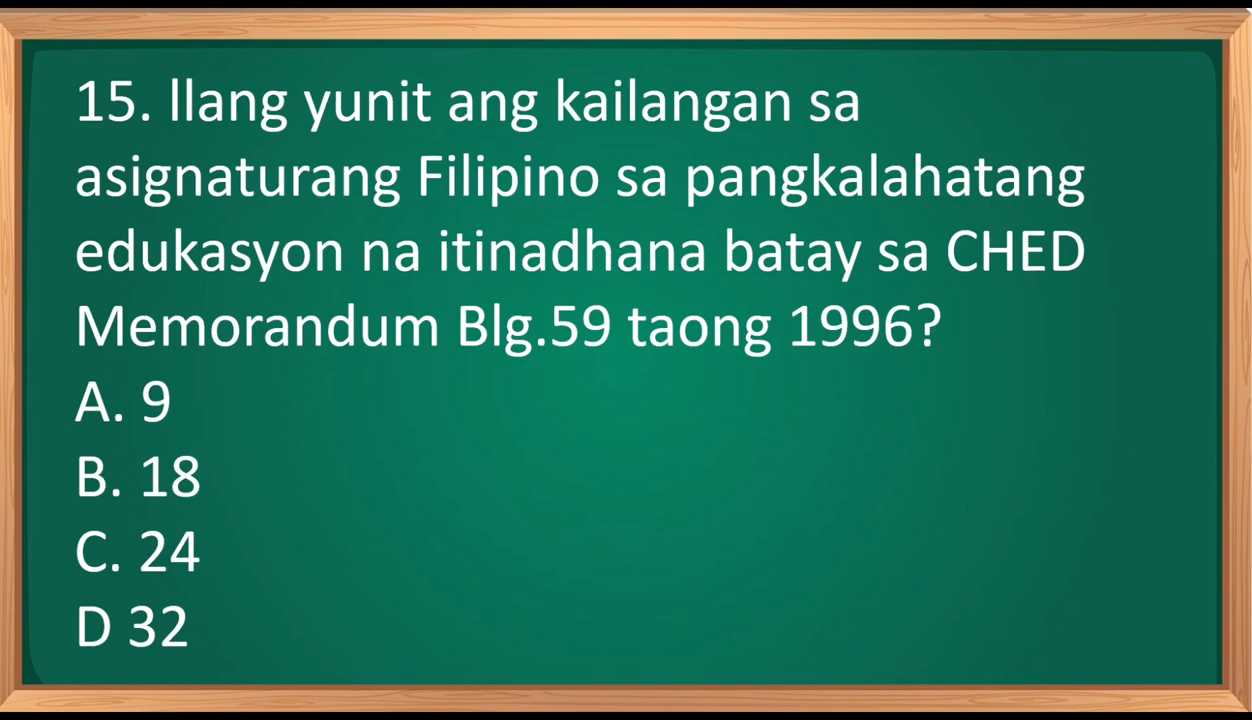 15. Ilang yunit ang kailangan sa
asignaturang Filipino sa pangkalahatang
edukasyon na itinadhana batay sa CHED
Memorandum Blg.59 taong 1996?
A. 9
B. 18
C. 24
D 32